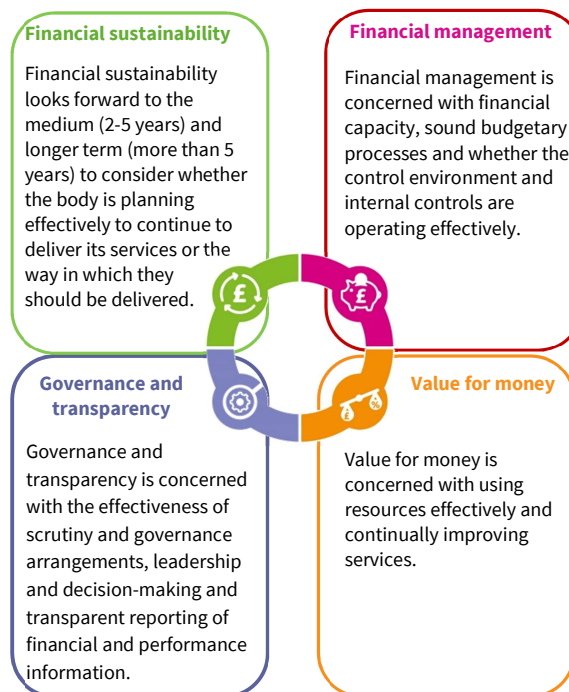 Financial sustainability
Financial sustainability
looks forward to the
medium (2-5 years) and
longer term (more than 5
years) to consider whether
the body is planning
effectively to continue to
deliver its services or the
way in which they
should be delivered.
Financial management
Financial management is
concerned with financial
capacity, sound budgetary
processes and whether the
control environment and
internal controls are
operating effectively.
£
£
Governance and
transparency
Governance and
transparency is concerned
with the effectiveness of
scrutiny and governance
arrangements, leadership
and decision-making and
transparent reporting of
financial and performance
information.
£
%
Value for money
Value for money is
concerned with using
resources effectively and
continually improving
services.